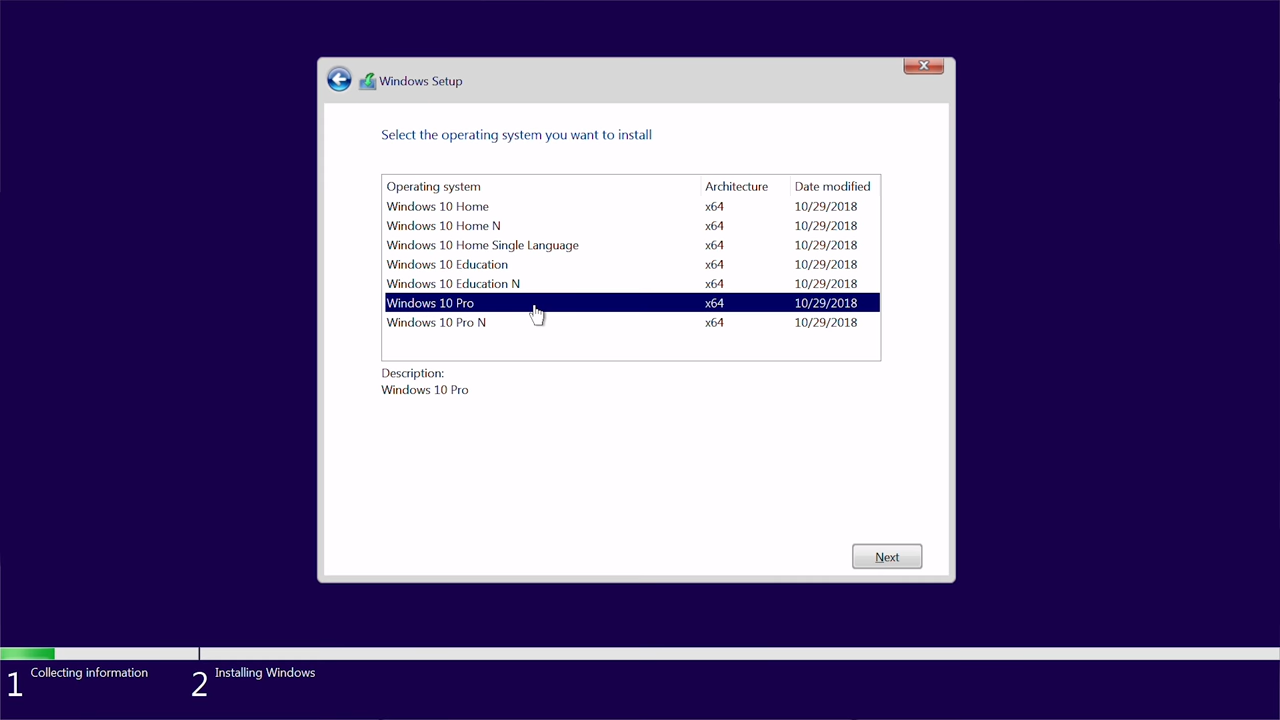 Windows Setup
Select the operating system you want to install
Operating system Architecture Date modified
Windows 10 Home x64 10/29/2018
Windows 10 Home N x64 10/29/2018
Windows 10 Home Single Language x64 10/29/2018
Windows 10 Education x64 10/29/2018
Windows 10 Education N x64 10/29/2018
Windows 10 Pro x64 10/29/2018
Windows 10 Pro N x64 10/29/2018
Description:
Windows 10 Pro
Next
1 Collecting information 2 Installing Windows